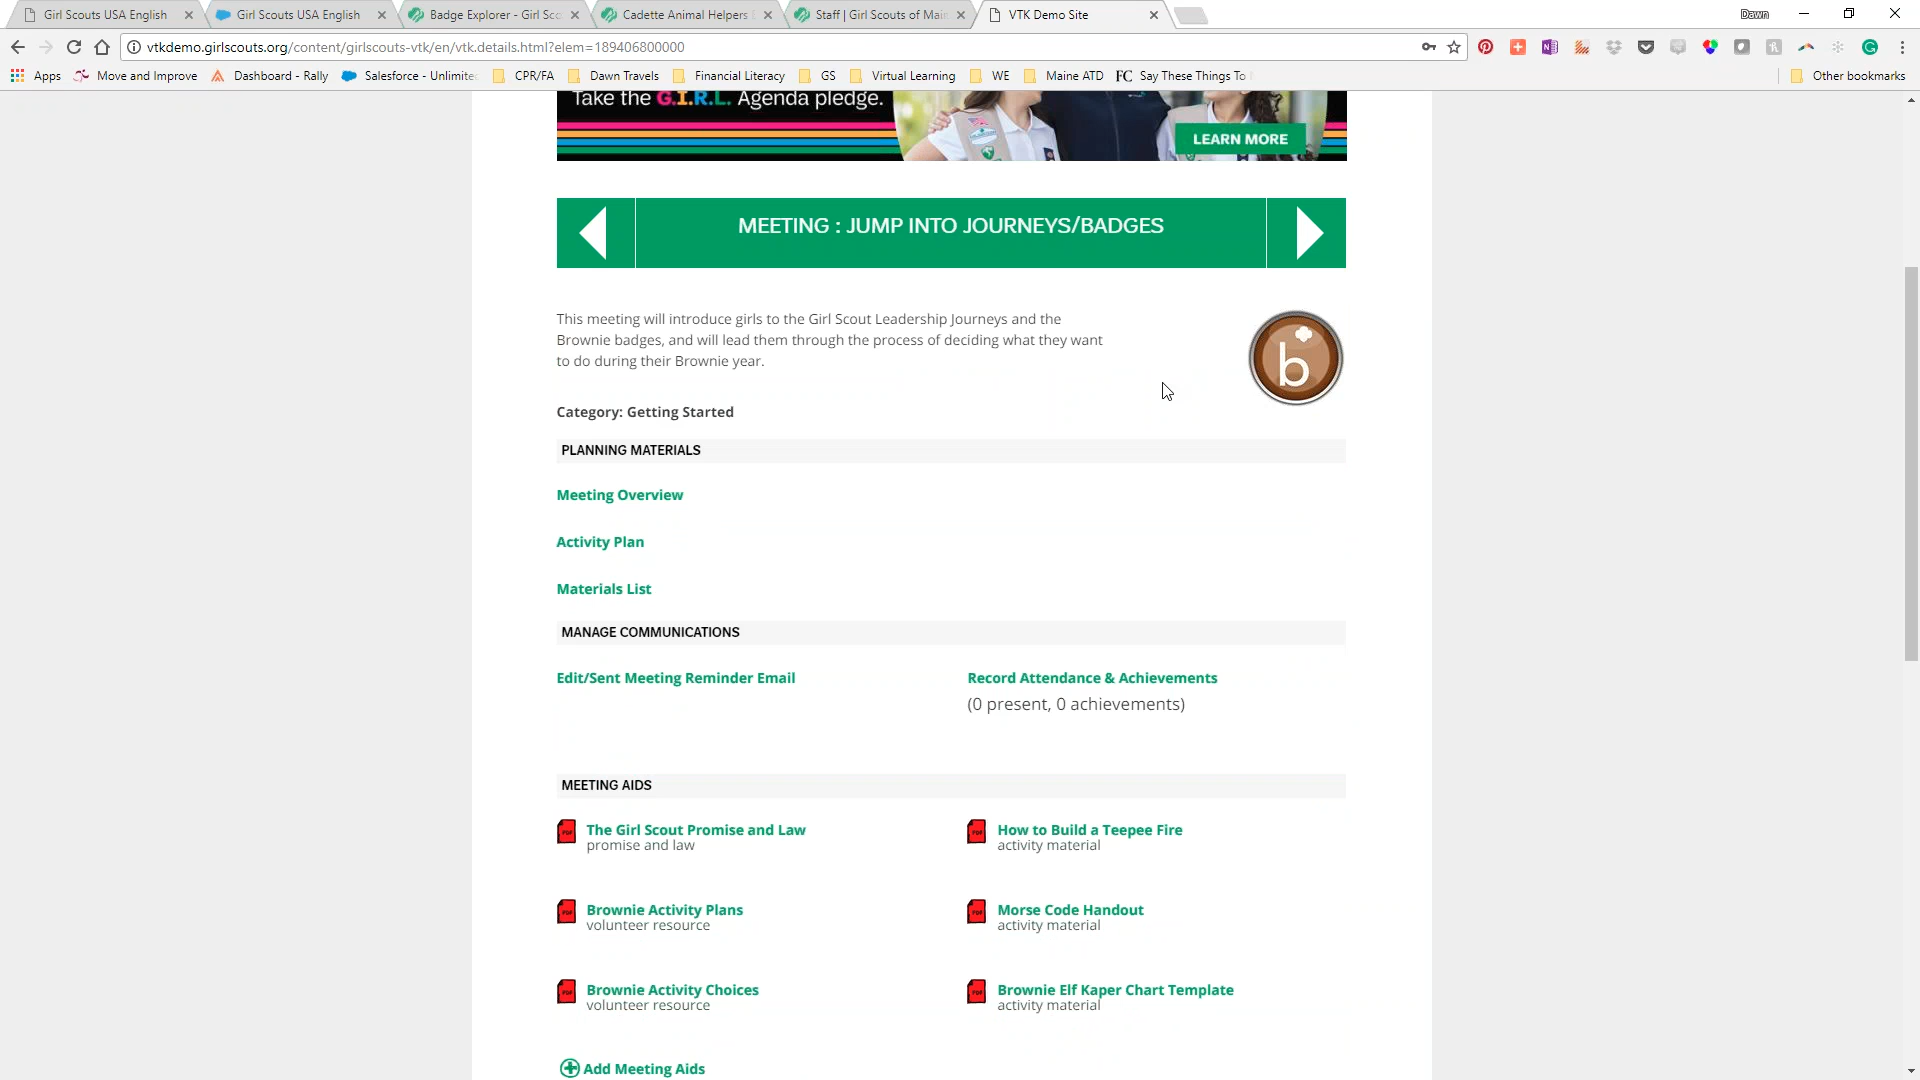 Girl Scouts USA English
Girl Scouts USA English
Badge Explorer - Girl Sc
Cadette Animal Helpers
Staff | Girl Scouts of Mai
VTK Demo Site
Dawn
vtkdemo.girlscouts.org/content/girlscouts-vtk/en/vtk.details.html?elem=189406800000
Apps
Move and Improve
Dashboard - Rally
Salesforce - Unlimite
CPR/FA
Dawn Travels
Financial Literacy
GS
Virtual Learning
WE
Maine ATD
FC Say These Things To
Other bookmarks
Take the G.I.R.L. Agenda pledge.
LEARN MORE
MEETING : JUMP INTO JOURNEYS/BADGES
This meeting will introduce girls to the Girl Scout Leadership Journeys and the
Brownie badges, and will lead them through the process of deciding what they want
to do during their Brownie year.
b
Category: Getting Started
PLANNING MATERIALS
Meeting Overview
Activity Plan
Materials List
MANAGE COMMUNICATIONS
Edit/Sent Meeting Reminder Email
Record Attendance & Achievements
(0 present, 0 achievements)
MEETING AIDS
PDF The Girl Scout Promise and Law
promise and law
PDF How to Build a Teepee Fire
activity material
PDF Brownie Activity Plans
volunteer resource
PDF Morse Code Handout
activity material
PDF Brownie Activity Choices
volunteer resource
PDF Brownie Elf Kaper Chart Template
activity material
Add Meeting Aids